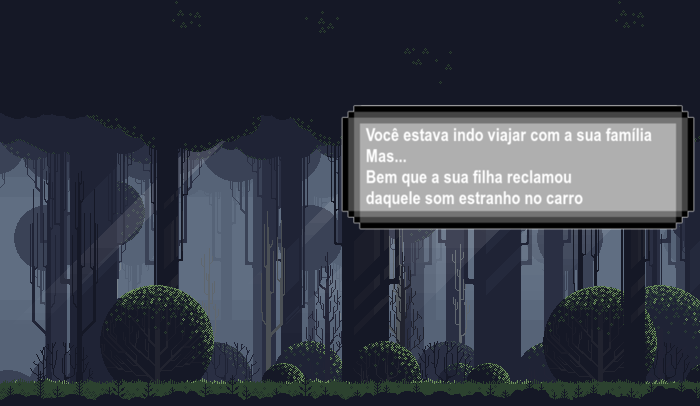 Você estava indo viajar com a sua família
Mas...
Bem que a sua filha reclamou
daquele som estranho no carro